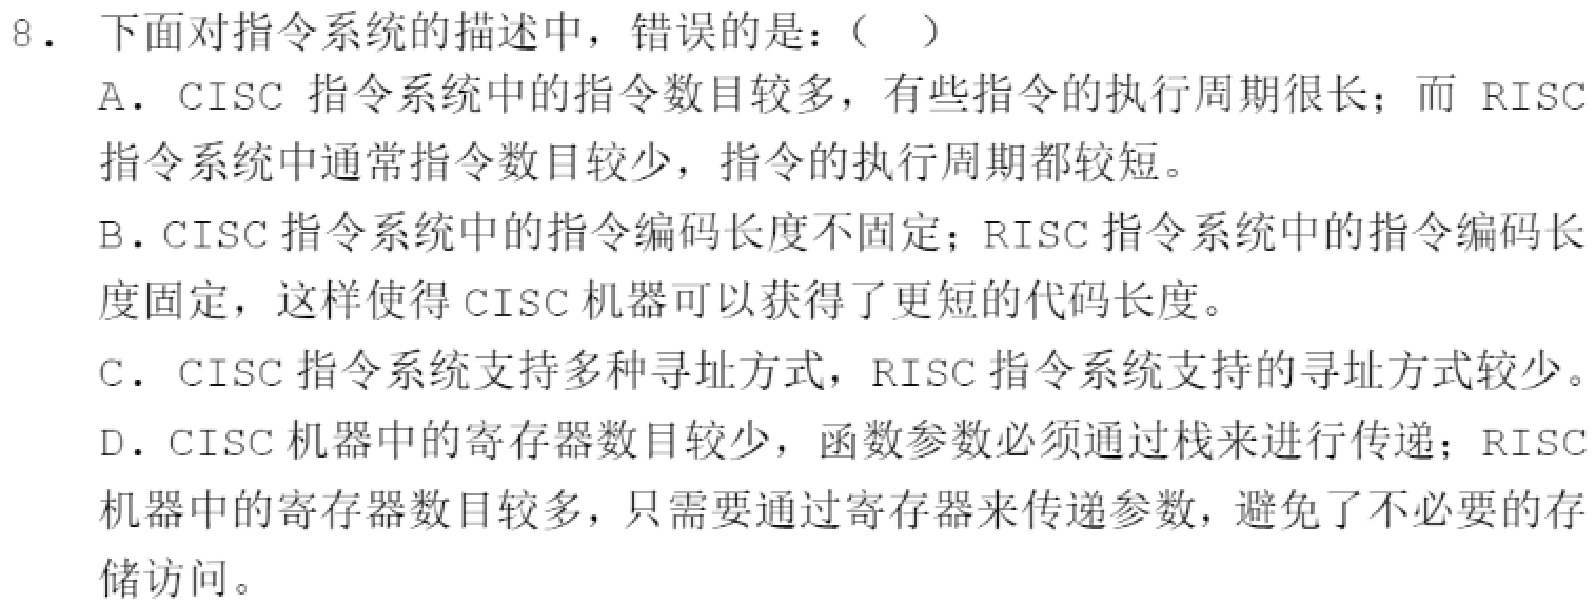 8. 下面对指令系统的描述中，错误的是：（ ）
A. CISC 指令系统中的指令数目较多，有些指令的执行周期很长；而 RISC
指令系统中通常指令数目较少，指令的执行周期都较短。
B. CISC 指令系统中的指令编码长度不固定；RISC 指令系统中的指令编码长
度固定，这样使得 CISC 机器可以获得了更短的代码长度。
C. CISC 指令系统支持多种寻址方式，RISC 指令系统支持的寻址方式较少。
D. CISC 机器中的寄存器数目较少，函数参数必须通过栈来进行传递；RISC
机器中的寄存器数目较多，只需要通过寄存器来传递参数，避免了不必要的存
储访问。